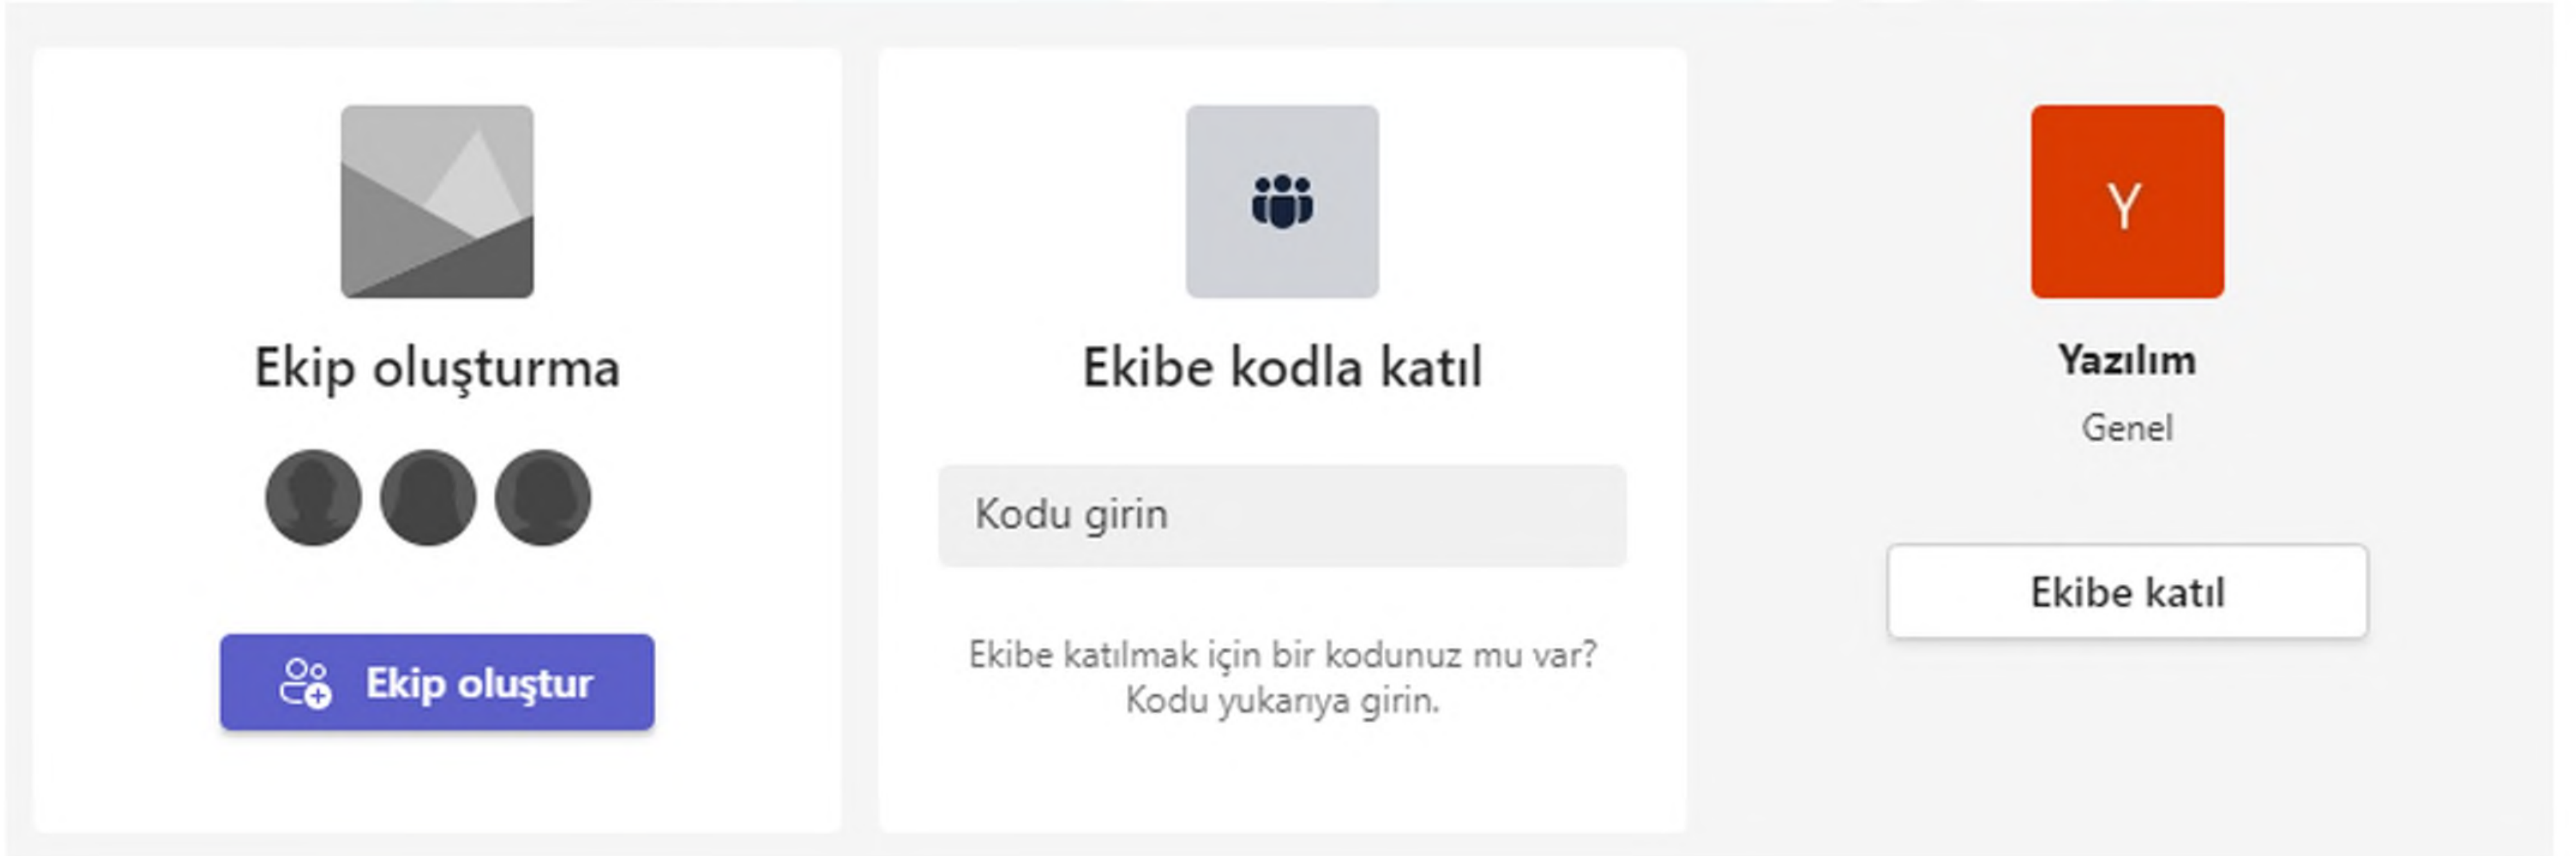 Ekip oluşturma
Ekip oluştur
Ekibe kodla katıl
Kodu girin
Ekibe katılmak için bir kodunuz mu var?
Kodu yukarıya girin.
Y
Yazılım
Genel
Ekibe katıl